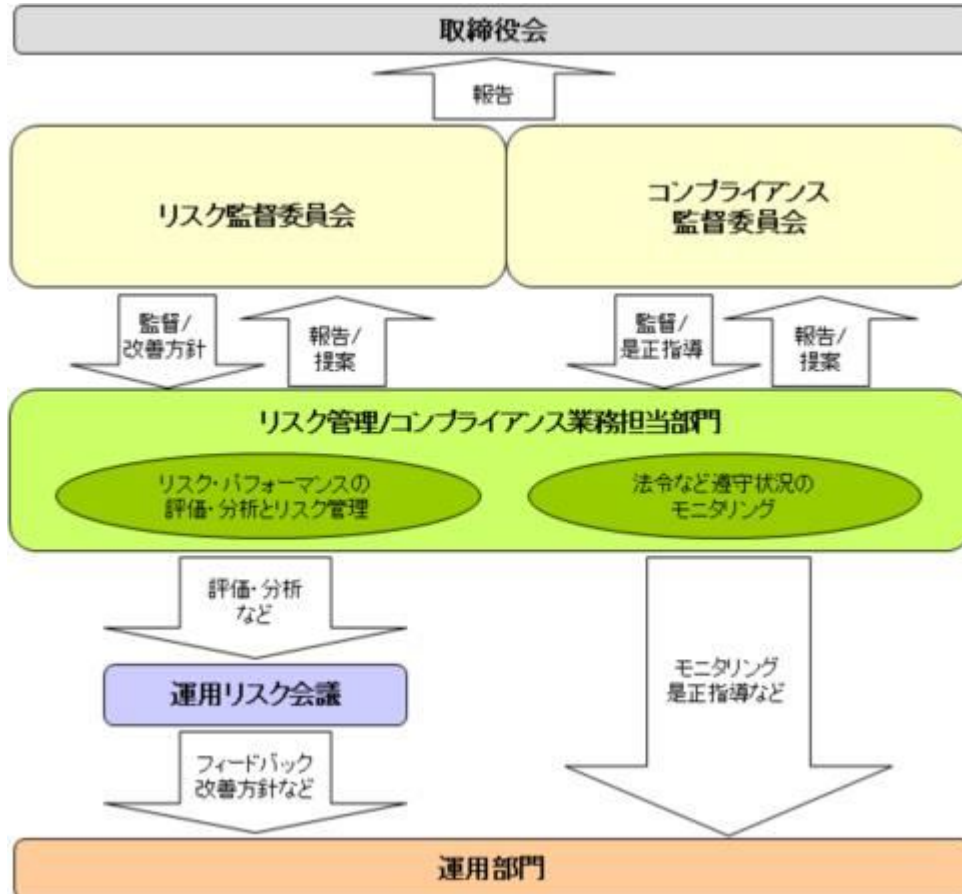 取締役会
報告
リスク監督委員会
コンプライアンス
監督委員会
監督/
改善方針
報告/
提案
監督/
是正指導
報告/
提案
リスク管理/コンプライアンス業務担当部門
リスク・パフォーマンスの
評価・分析とリスク管理
法令など遵守状況の
モニタリング
評価・分析
など
運用リスク会議
モニタリング
是正指導など
フィードバック
改善方針など
運用部門